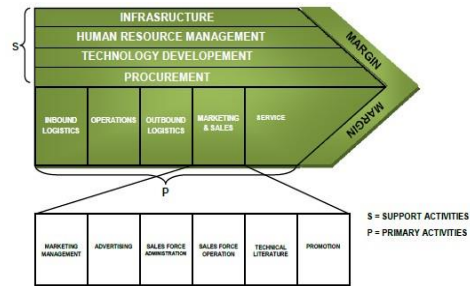 INFRASRUCTURE
HUMAN RESOURCE MANAGEMENT
S
TECHNOLOGY DEVELOPEMENT
PROCUREMENT
MARGIN
MARGIN
INBOUND
LOGISTICS
OPERATIONS
OUTBOUND
LOGISTICS
MARKETING
& SALES
SERVICE
P
MARKETING
MANAGEMENT
ADVERTISING
SALES FORCE
ADMINISTRATION
SALES FORCE
OPERATION
TECHNICAL
LITERATURE
PROMOTION
S = SUPPORT ACTIVITIES
P = PRIMARY ACTIVITIES